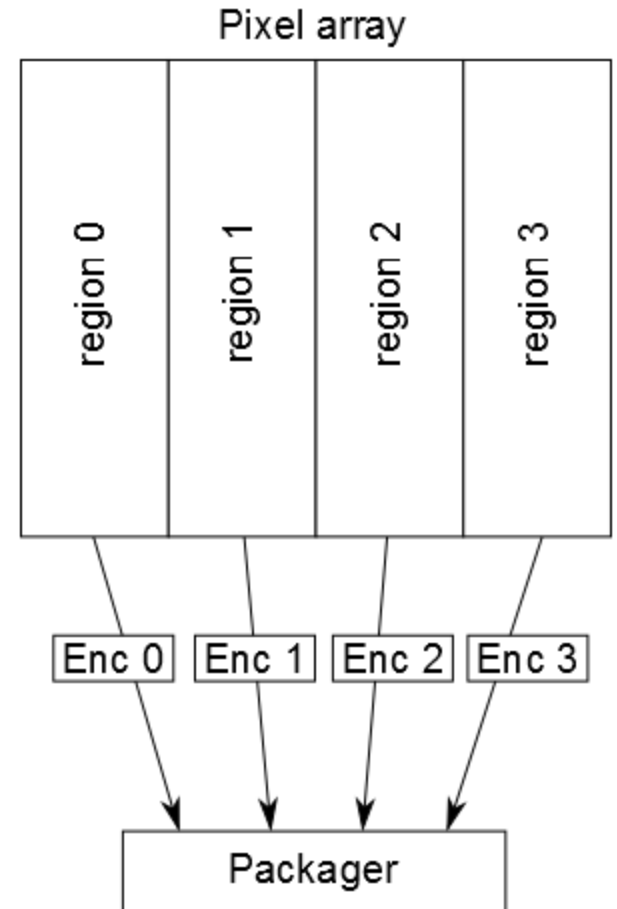 Pixel array
region 0
region 1
region 2
region 3
Enc 0
Enc 1
Enc 2
Enc 3
Packager